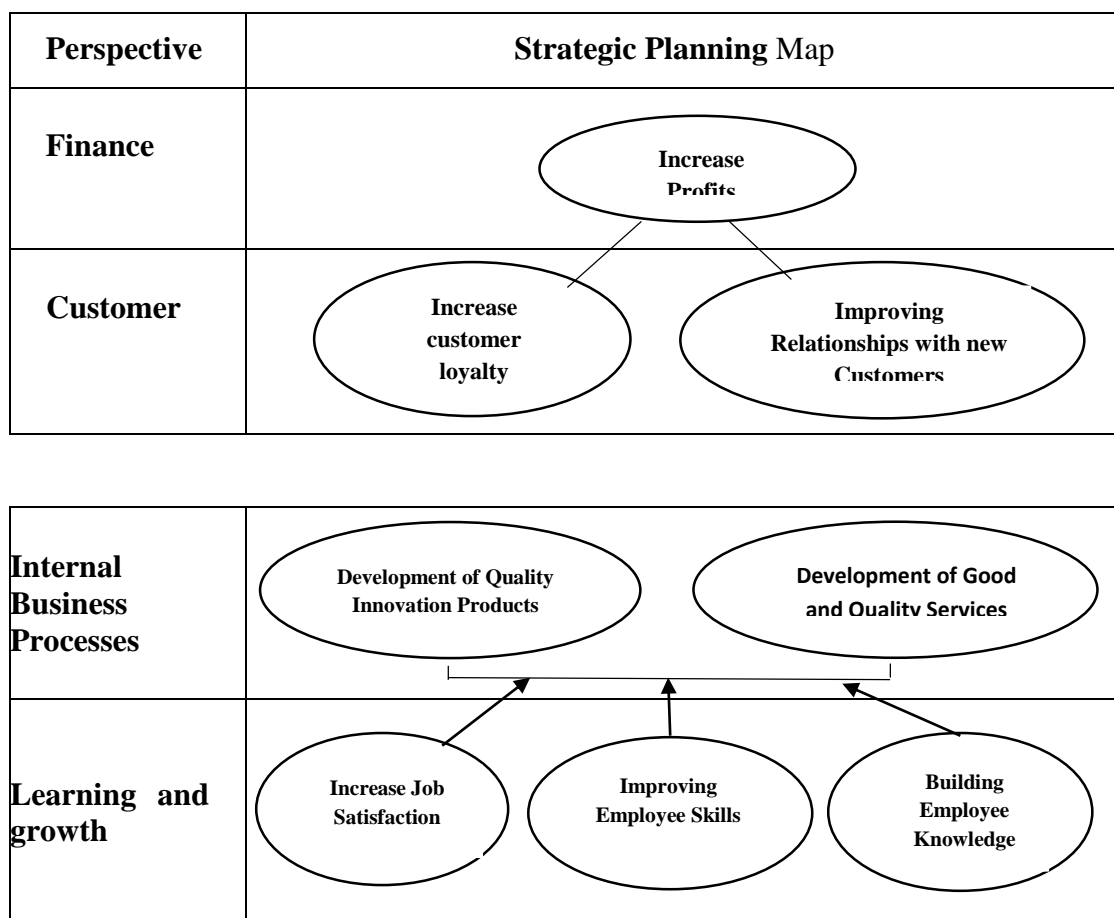 Perspective
Strategic Planning Map
Finance
Increase
Profits
Customer
Increase
customer
loyalty
Improving
Relationships with new
Customers
Internal
Business
Processes
Development of Quality
Innovation Products
Development of Good
and Quality Services
Learning and
growth
Increase Job
Satisfaction
Improving
Employee Skills
Building
Employee
Knowledge